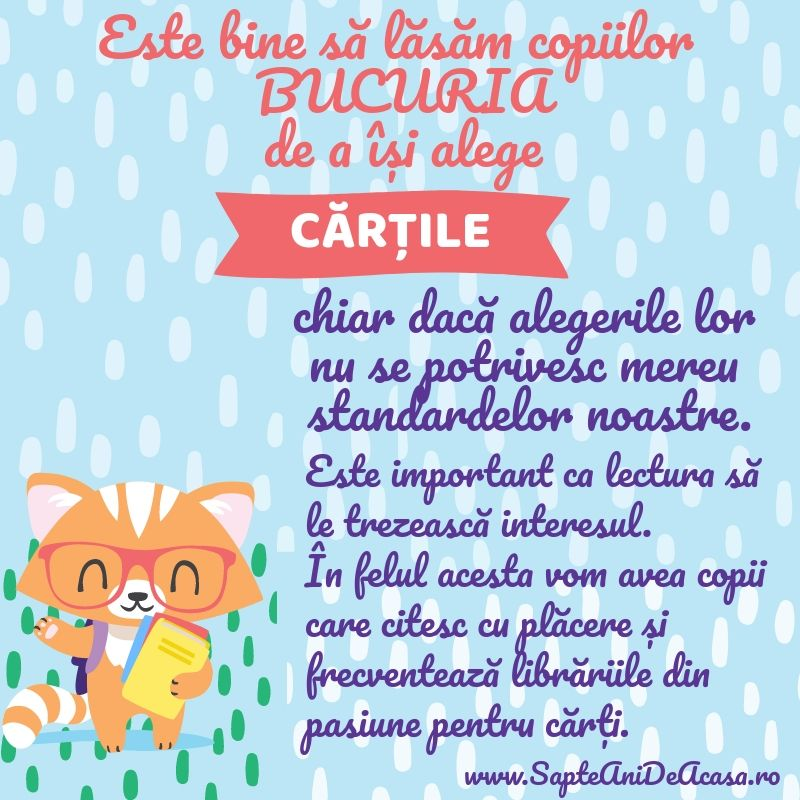 Este bine să lăsăm copiilor
BUCURIA
de a își alege
CĂRȚILE
chiar dacă alegerile lor
nu se potrivesc mereu
standardelor noastre.
Este important ca lectura să
le trezească interesul.
În felul acesta vom avea copii
care citesc cu plăcere și
frecventează librăriile din
pasiune pentru cărți.
www.SapteAniDeAcasa.ro